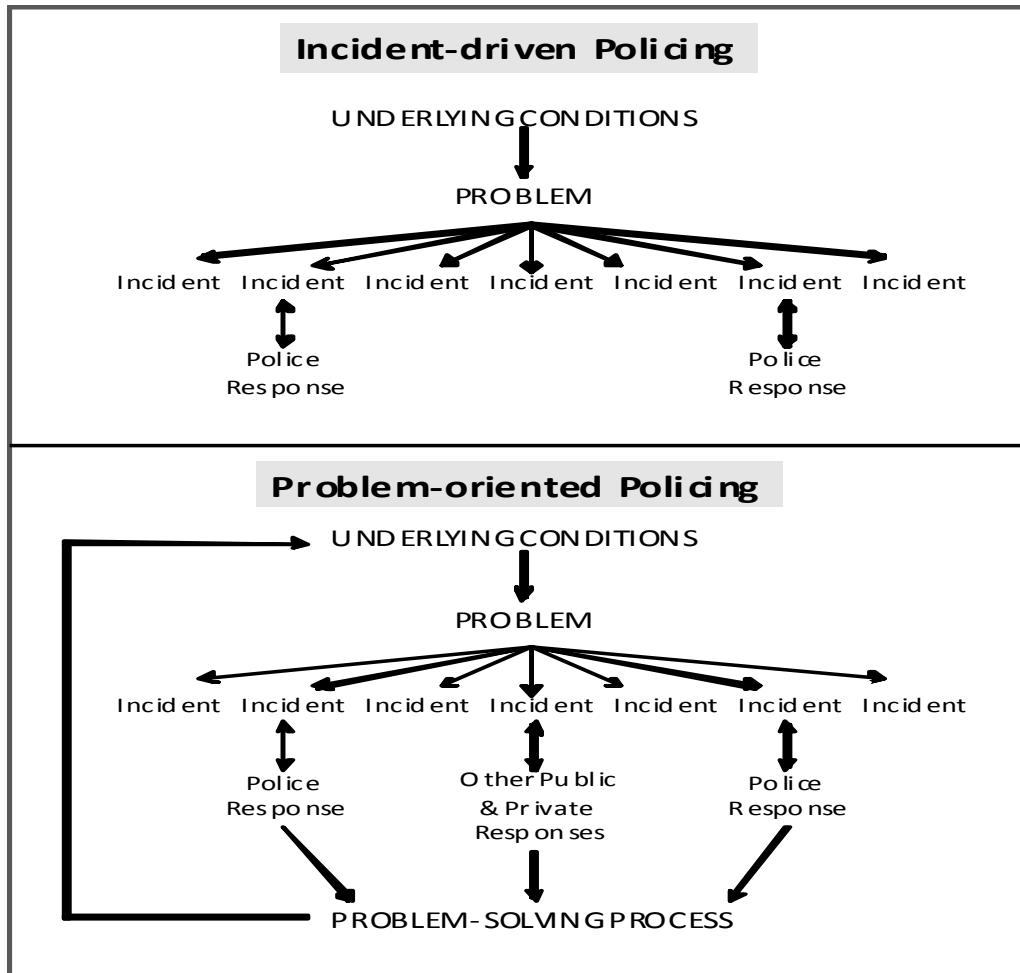 Incident-driven Policing
UNDERLYING CONDITIONS
PROBLEM
Incident Incident Incident Incident Incident Incident Incident
Police Police
Response Response
Problem-oriented Policing
UNDERLYING CONDITIONS
PROBLEM
Incident Incident Incident Incident Incident Incident Incident
Police
Response
Other Public
& Private
Responses
Police
Response
PROBLEM-SOLVING PROCESS